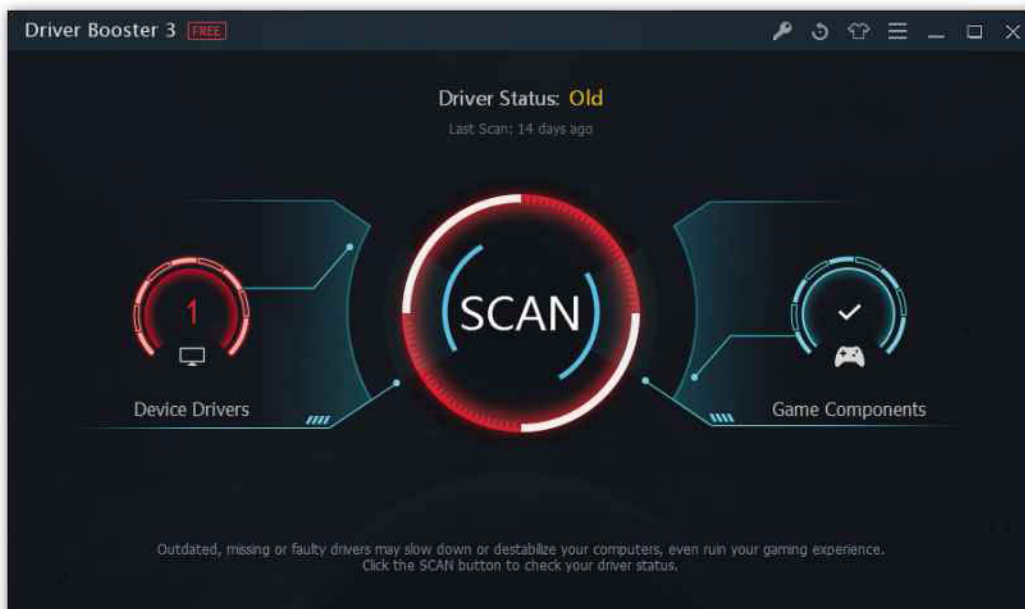 Driver Booster 3 FREE
Driver Status: Old
Last Scan: 14 days ago
1
SCAN
Device Drivers
Game Components
Outdated, missing or faulty drivers may slow down or destabilize your computers, even ruin your gaming experience.
Click the SCAN button to check your driver status.